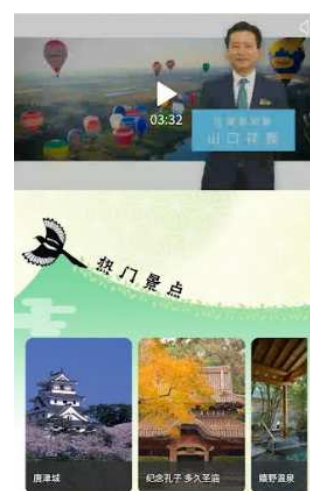 03:32
山口祥義
热门景点
唐津城
纪念孔子 多久圣庙
嬉野温泉